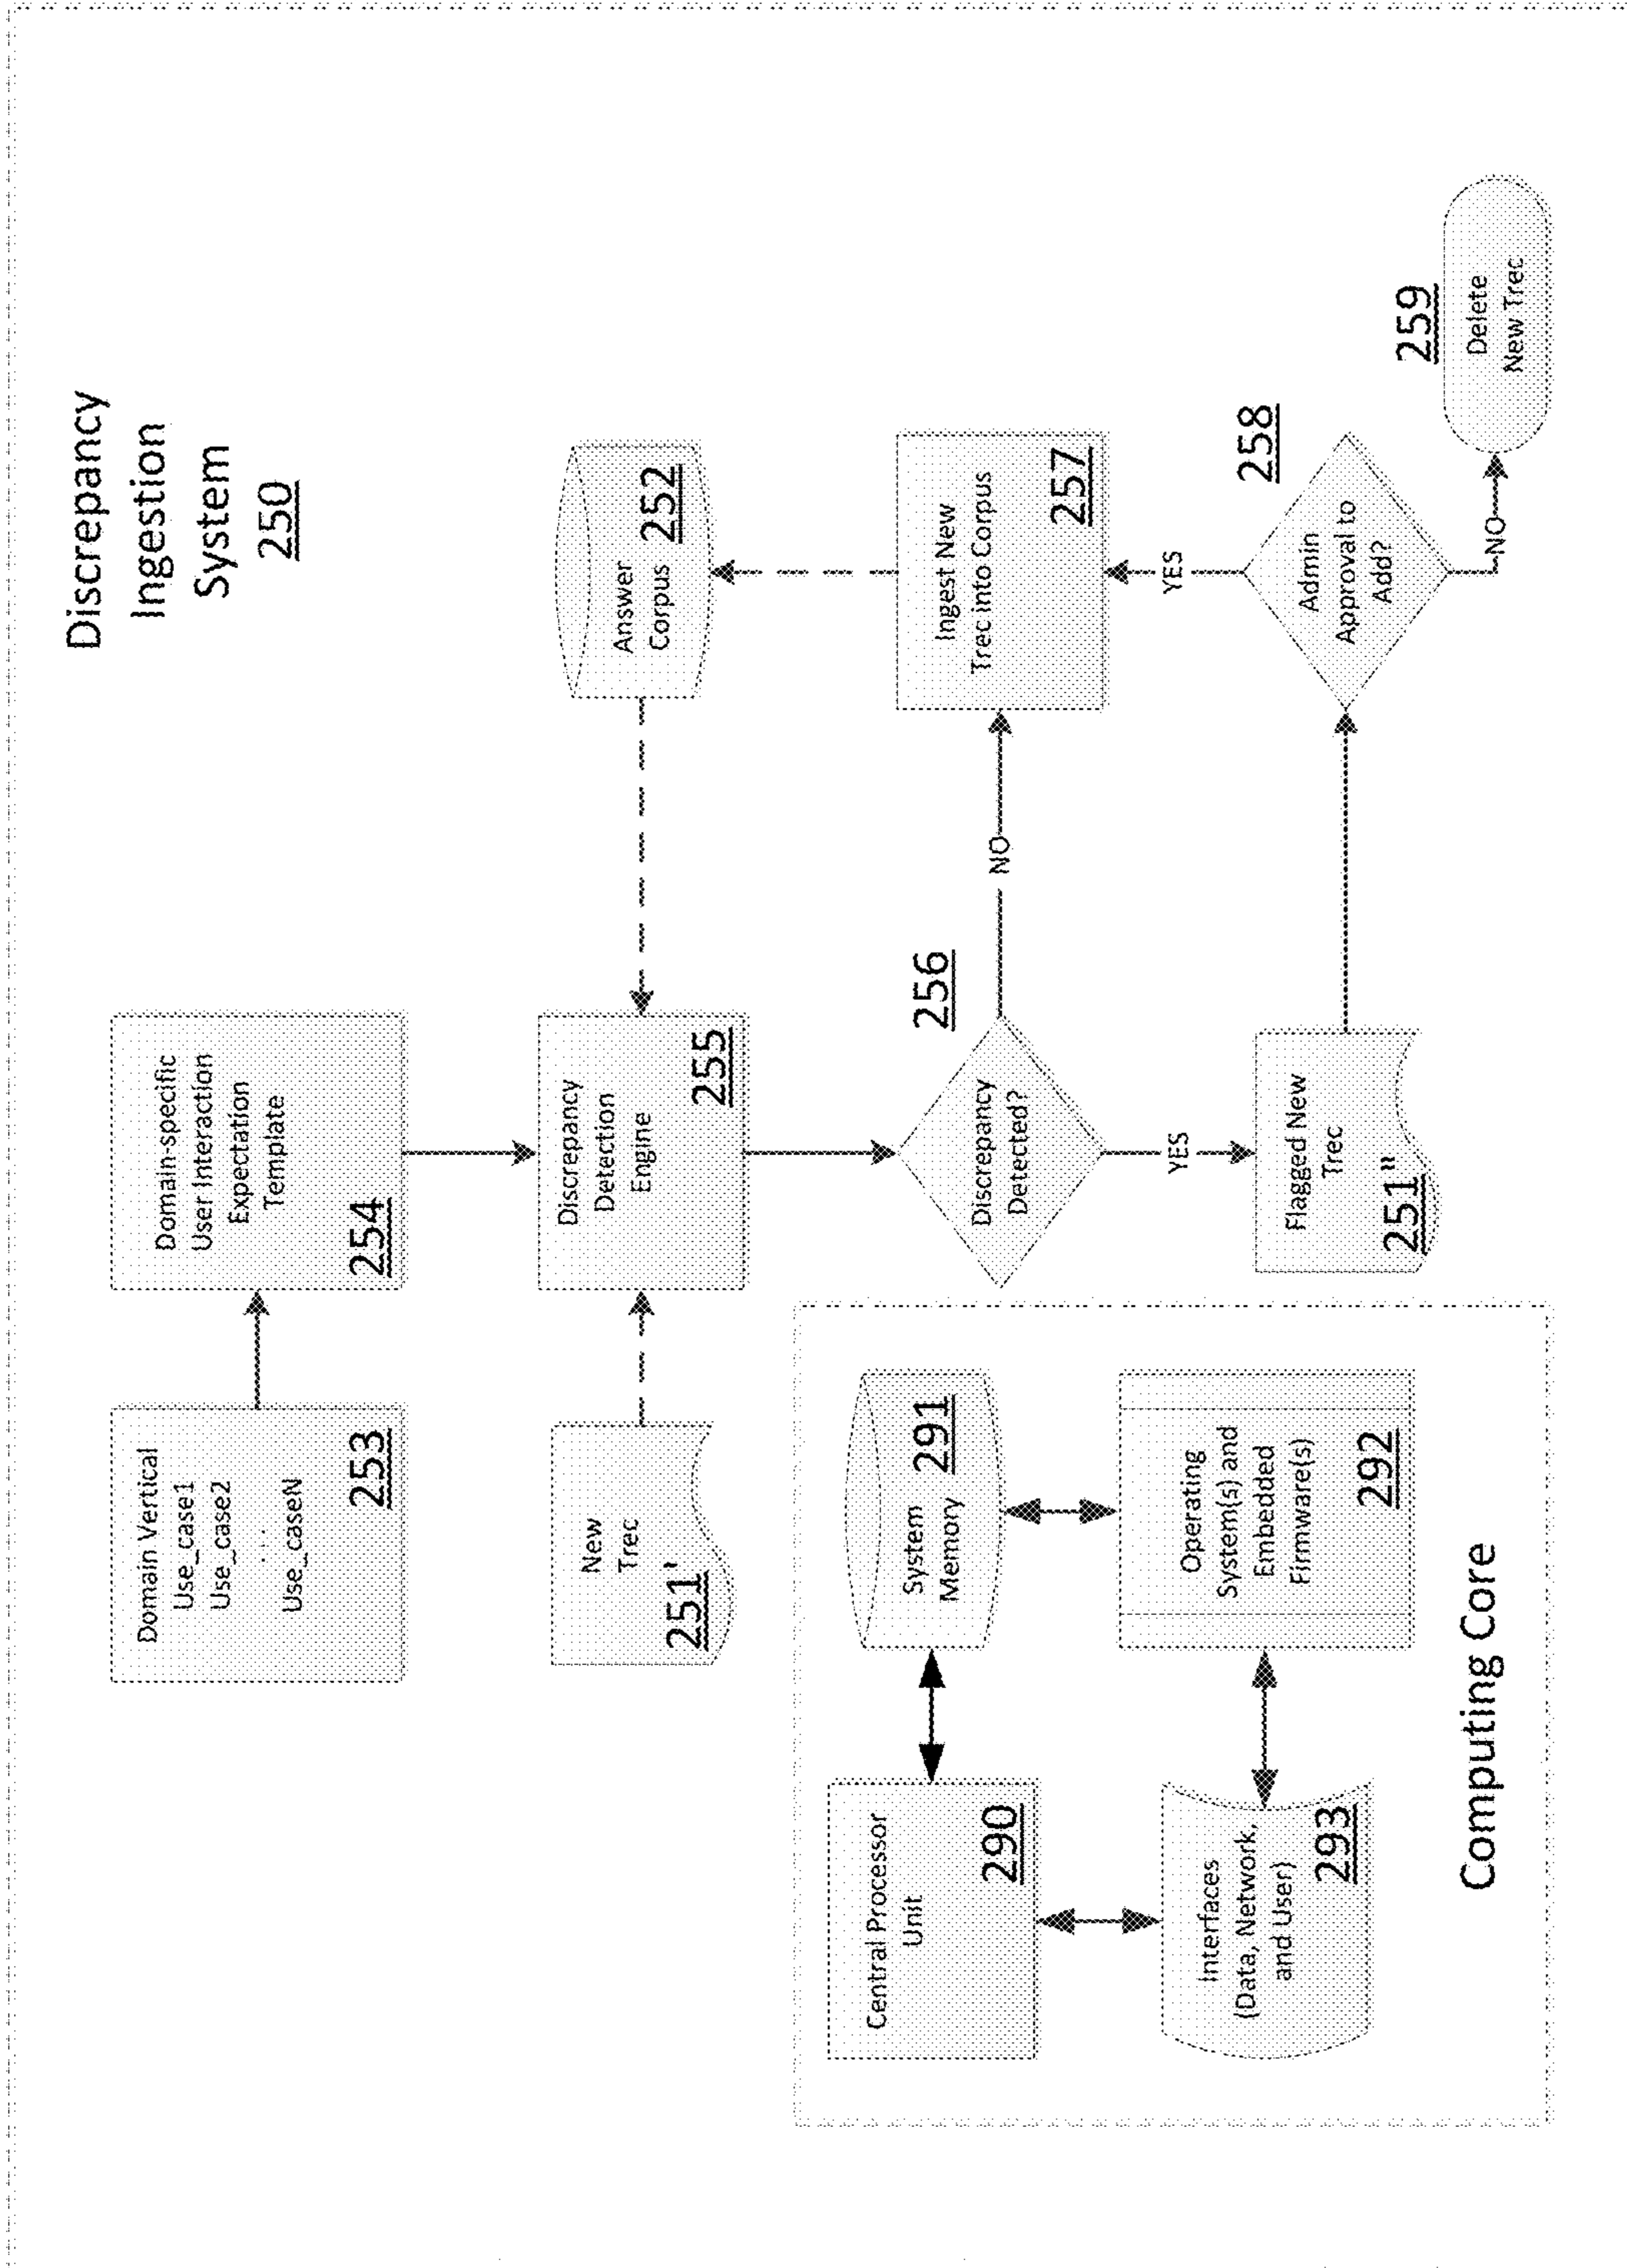 Discrepancy
Ingestion
System
250
Domain Vertical
Use_case1
Use_case2
. . .
Use_caseN
253
Domain-specific
User Interaction
Expectation
Template
254
New
Trec
251'
Discrepancy
Detection
Engine
255
Answer
Corpus 252
256
Discrepancy
Detected?
NO
Ingest New
Trec into Corpus
257
YES
YES
Flagged New
Trec
251"
258
Admin
Approval to
Add?
NO
259
Delete
New Trec
Central Processor
Unit
290
System
Memory 291
Interfaces
(Data, Network,
and User)
293
Operating
System(s) and
Embedded
Firmware(s)
292
Computing Core